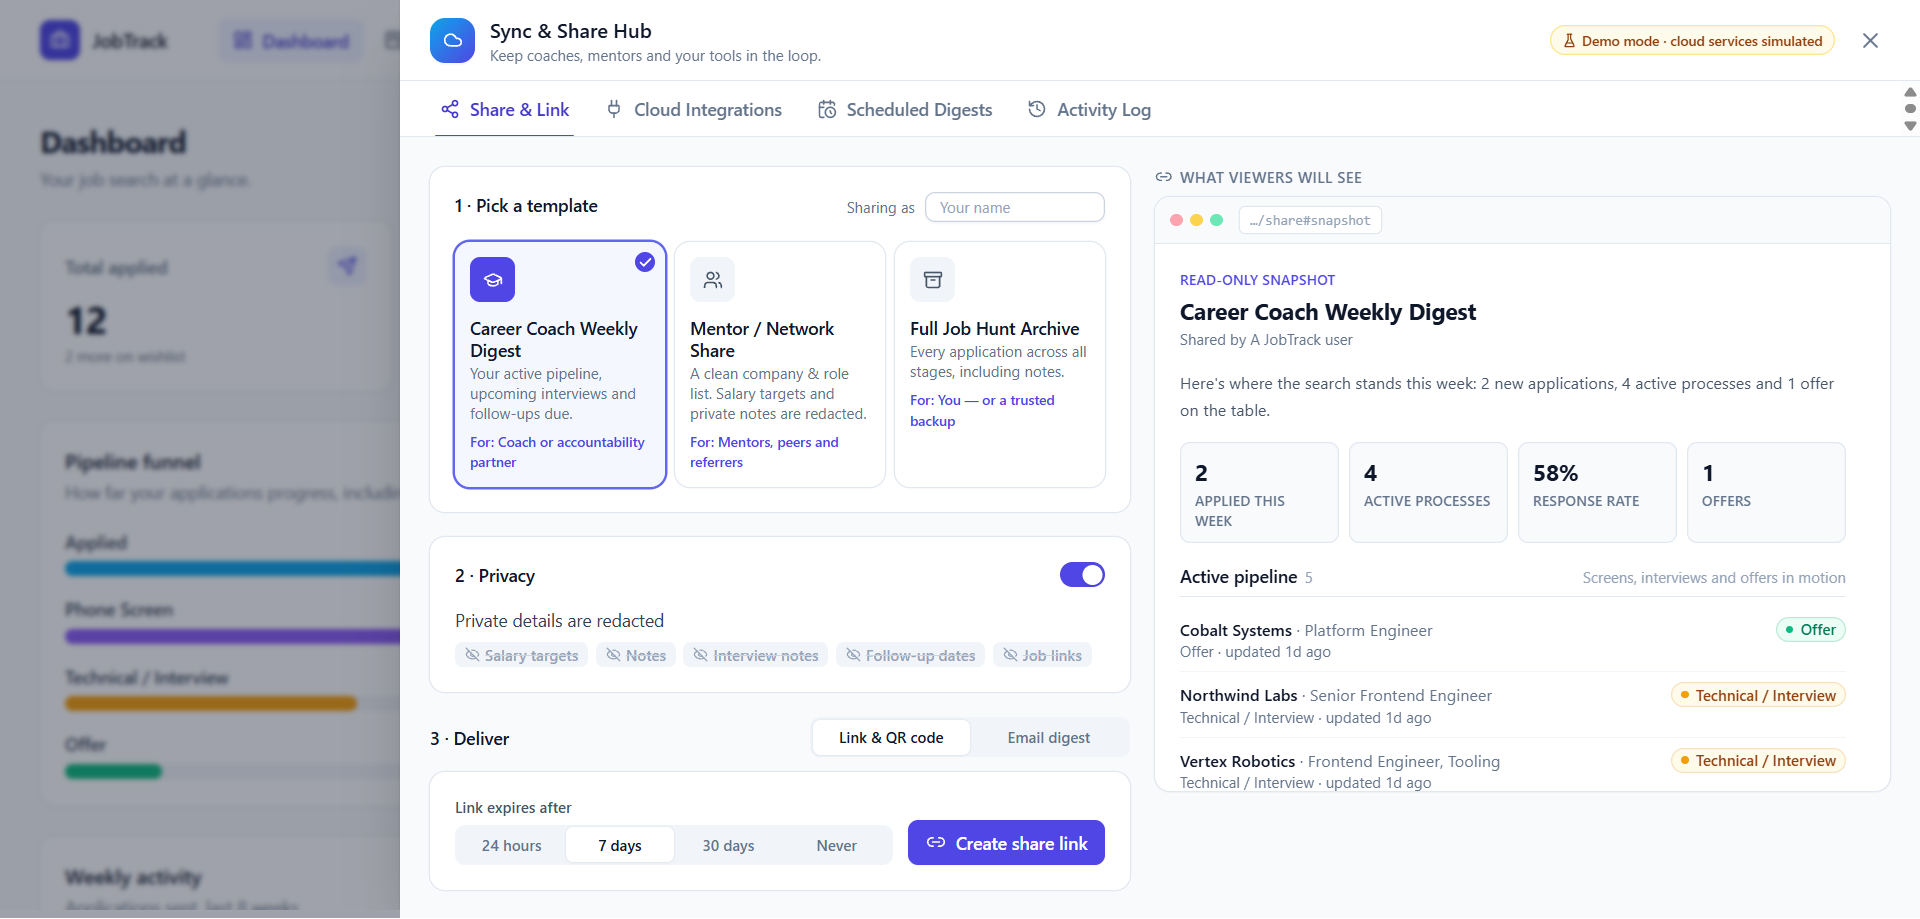 JobTrack
Dashboard
Dashboard
Your job search at a glance.
Total applied
12
2 more on wishlist
Pipeline funnel
How far your applications progress, includin
Applied
Phone Screen
Technical / Interview
Offer
Weekly activity
Applications sent, last 8 weeks
Sync & Share Hub
Keep coaches, mentors and your tools in the loop.
Demo mode · cloud services simulated
Share & Link
Cloud Integrations
Scheduled Digests
Activity Log
1 · Pick a template
Sharing as
Your name
Career Coach Weekly
Digest
Your active pipeline,
upcoming interviews and
follow-ups due.
For: Coach or accountability
partner
Mentor / Network
Share
A clean company & role
list. Salary targets and
private notes are redacted.
For: Mentors, peers and
referrers
Full Job Hunt Archive
Every application across all
stages, including notes.
For: You — or a trusted
backup
2 · Privacy
Private details are redacted
Salary targets
Notes
Interview notes
Follow-up dates
Job links
3 · Deliver
Link & QR code
Email digest
Link expires after
24 hours
7 days
30 days
Never
Create share link
WHAT VIEWERS WILL SEE
…/share#snapshot
READ-ONLY SNAPSHOT
Career Coach Weekly Digest
Shared by A JobTrack user
Here's where the search stands this week: 2 new applications, 4 active processes and 1 offer
on the table.
2
APPLIED THIS
WEEK
4
ACTIVE PROCESSES
58%
RESPONSE RATE
1
OFFERS
Active pipeline 5
Screens, interviews and offers in motion
Cobalt Systems · Platform Engineer
Offer
Offer · updated 1d ago
Northwind Labs · Senior Frontend Engineer
Technical / Interview
Technical / Interview · updated 1d ago
Vertex Robotics · Frontend Engineer, Tooling
Technical / Interview
Technical / Interview · updated 1d ago